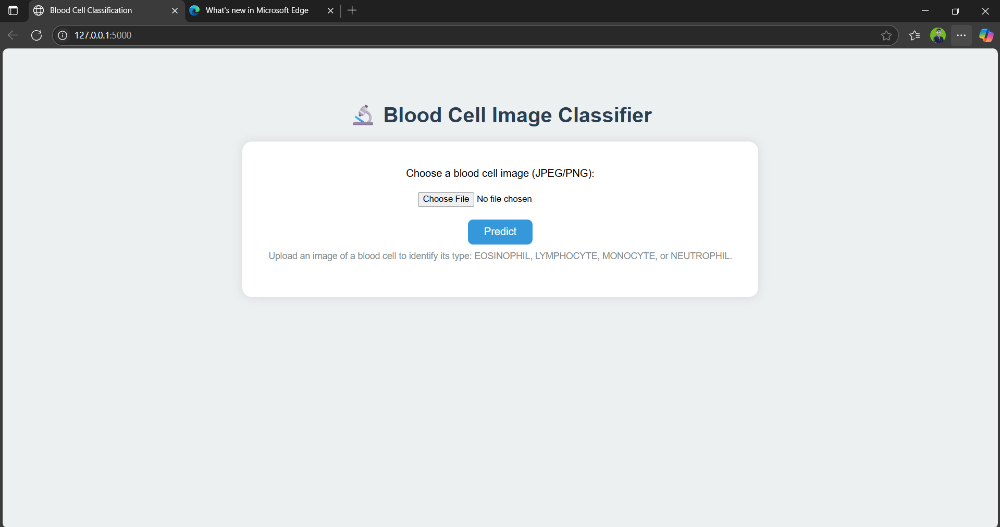 Blood Cell Classification
What's new in Microsoft Edge
127.0.0.1:5000
Blood Cell Image Classifier
Choose a blood cell image (JPEG/PNG):
Choose File No file chosen
Predict
Upload an image of a blood cell to identify its type: EOSINOPHIL, LYMPHOCYTE, MONOCYTE, or NEUTROPHIL.